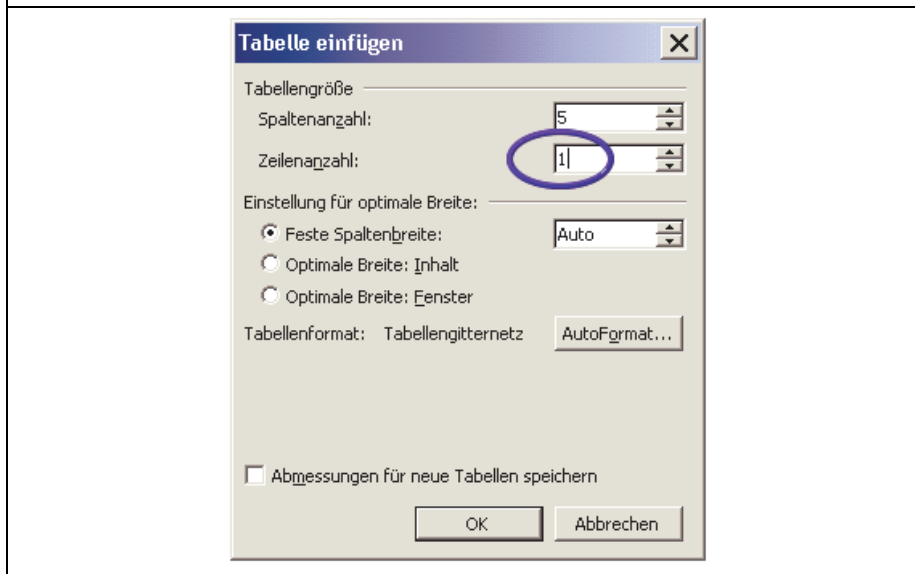 Tabelle einfügen
Tabellengröße
Spaltenanzahl: 5
Zeilenanzahl: 1
Einstellung für optimale Breite:
Feste Spaltenbreite: Auto
Optimale Breite: Inhalt
Optimale Breite: Fenster
Tabellenformat: Tabellengitternetz AutoFormat...
Abmessungen für neue Tabellen speichern
OK Abbrechen